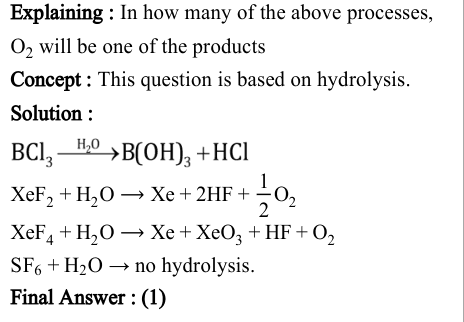 Explaining : In how many of the above processes,
O₂ will be one of the products
Concept : This question is based on hydrolysis.
Solution :
BCl₃ —H₂O→ B(OH)₃ + HCl
XeF₂ + H₂O ⟶ Xe + 2HF + 1/2 O₂
XeF₄ + H₂O ⟶ Xe + XeO₃ + HF + O₂
SF₆ + H₂O → no hydrolysis.
Final Answer : (1)